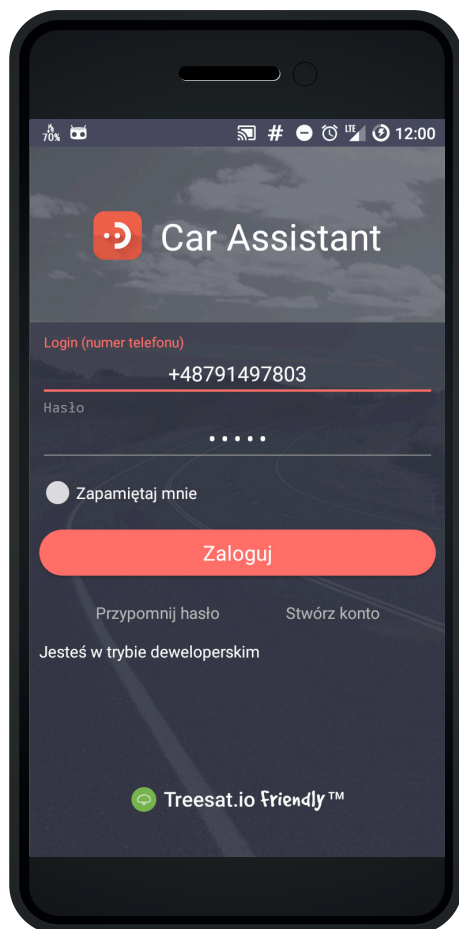 70% LTE 12:00
Car Assistant
Login (numer telefonu)
+48791497803
Hasło
•••••
Zapamiętaj mnie
Zaloguj
Przypomnij hasło Stwórz konto
Jesteś w trybie deweloperskim
Treesat.io Friendly™